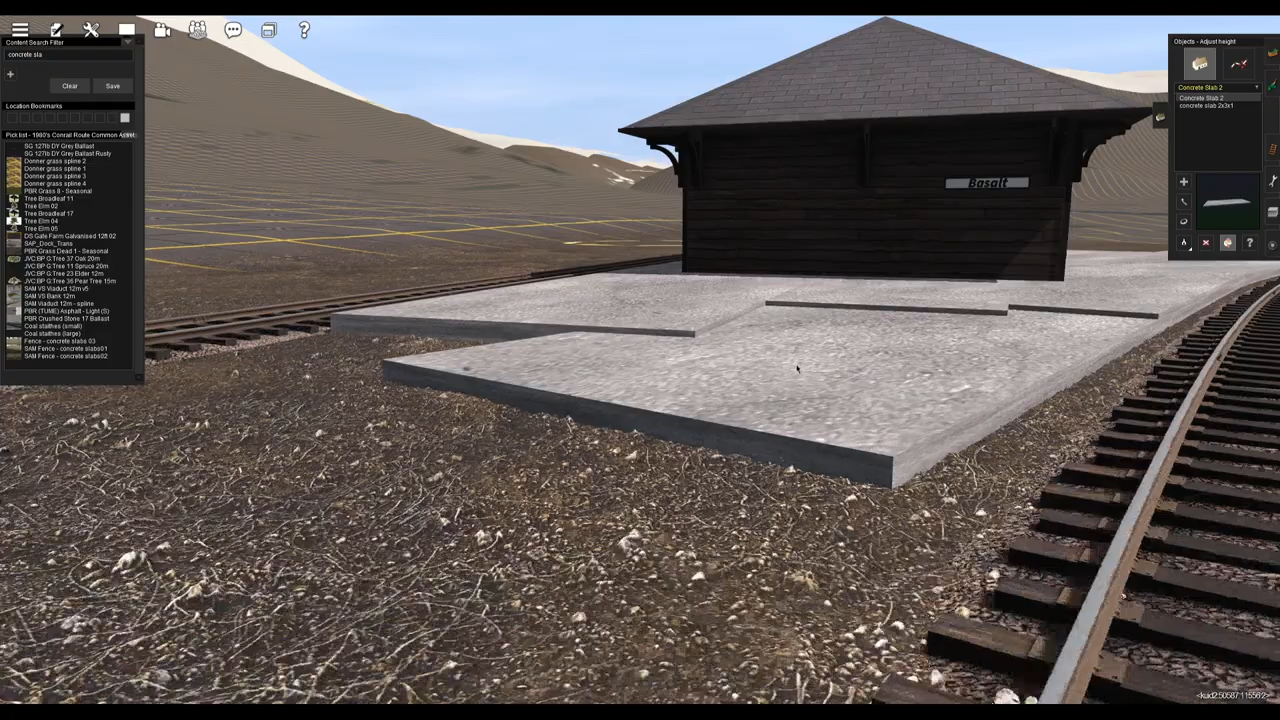 Content Search Filter
concrete sla
Clear
Save
Location Bookmarks
Pick list - 1980's Conrail Route Common Asset
SG 127lb DY Grey Ballast
SG 127lb DY Grey Ballast Rusty
Donner grass spline 2
Donner grass spline 1
Donner grass spline 3
Donner grass spline 4
PBR Grass 8 - Seasonal
Tree Broadleaf 11
Tree Elm 02
Tree Broadleaf 17
Tree Elm 04
Tree Elm 05
DS Gate Farm Galvanised 12ft 02
SAP_Dock_Trans
PBR Grass Dead 1 - Seasonal
JVC:BP G:Tree 37 Oak 20m
JVC:BP G:Tree 11 Spruce 20m
JVC:BP G:Tree 23 Elder 12m
JVC:BP G:Tree 36 Pear Tree 15m
SAM VS Viaduct 12m v5
SAM VS Bank 12m
SAM Viaduct 12m - spline
PBR (TUME) Asphalt - Light (S)
PBR Crushed Stone 17 Ballast
Coal staithes (small)
Coal staithes (large)
Fence - concrete slabs 03
SAM Fence - concrete slabs01
SAM Fence - concrete slabs02
Basalt
Objects - Adjust height
Concrete Slab 2
Concrete Slab 2
concrete slab 2x3x1
<kuid2:50587:11556:2>